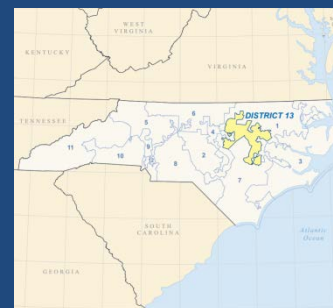 WEST
VIRGINIA
KENTUCKY
VIRGINIA
TENNESSEE
DISTRICT 13
5
6
4
1
11
10
9
8
2
3
7
SOUTH
CAROLINA
Atlantic
Ocean
GEORGIA